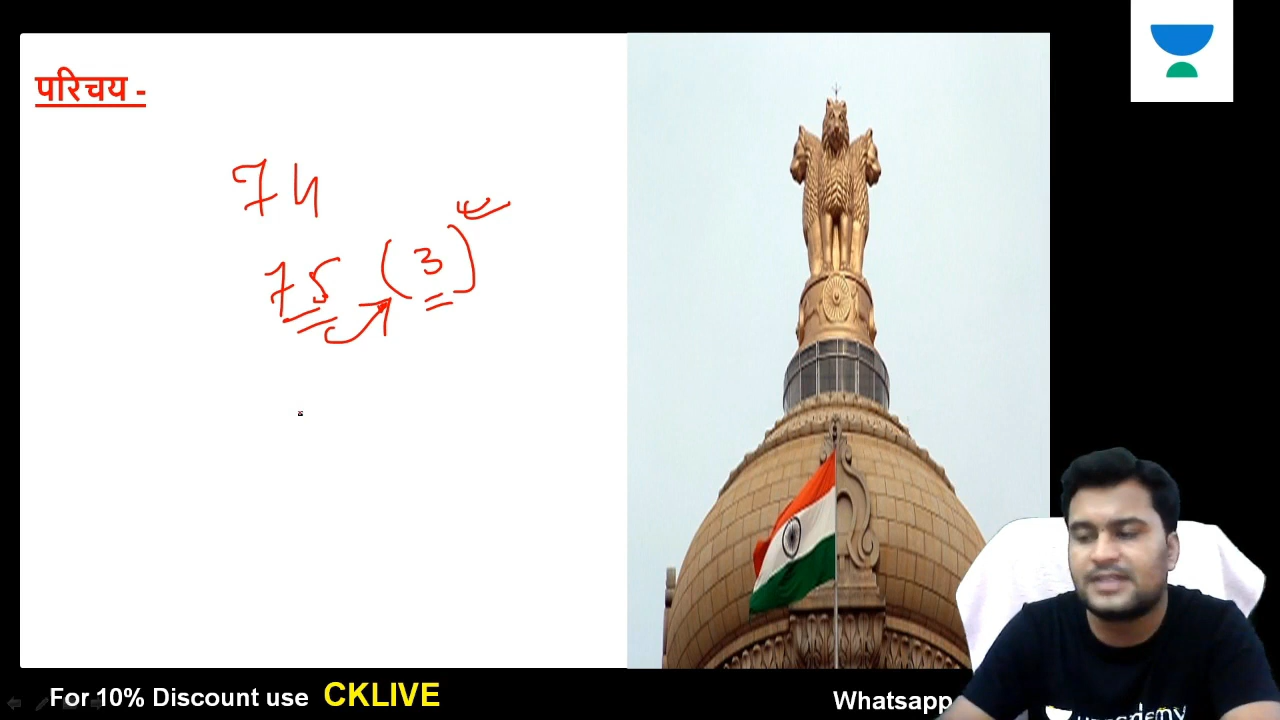 परिचय -
74
75 (3)
For 10% Discount use CKLIVE
Whatsapp